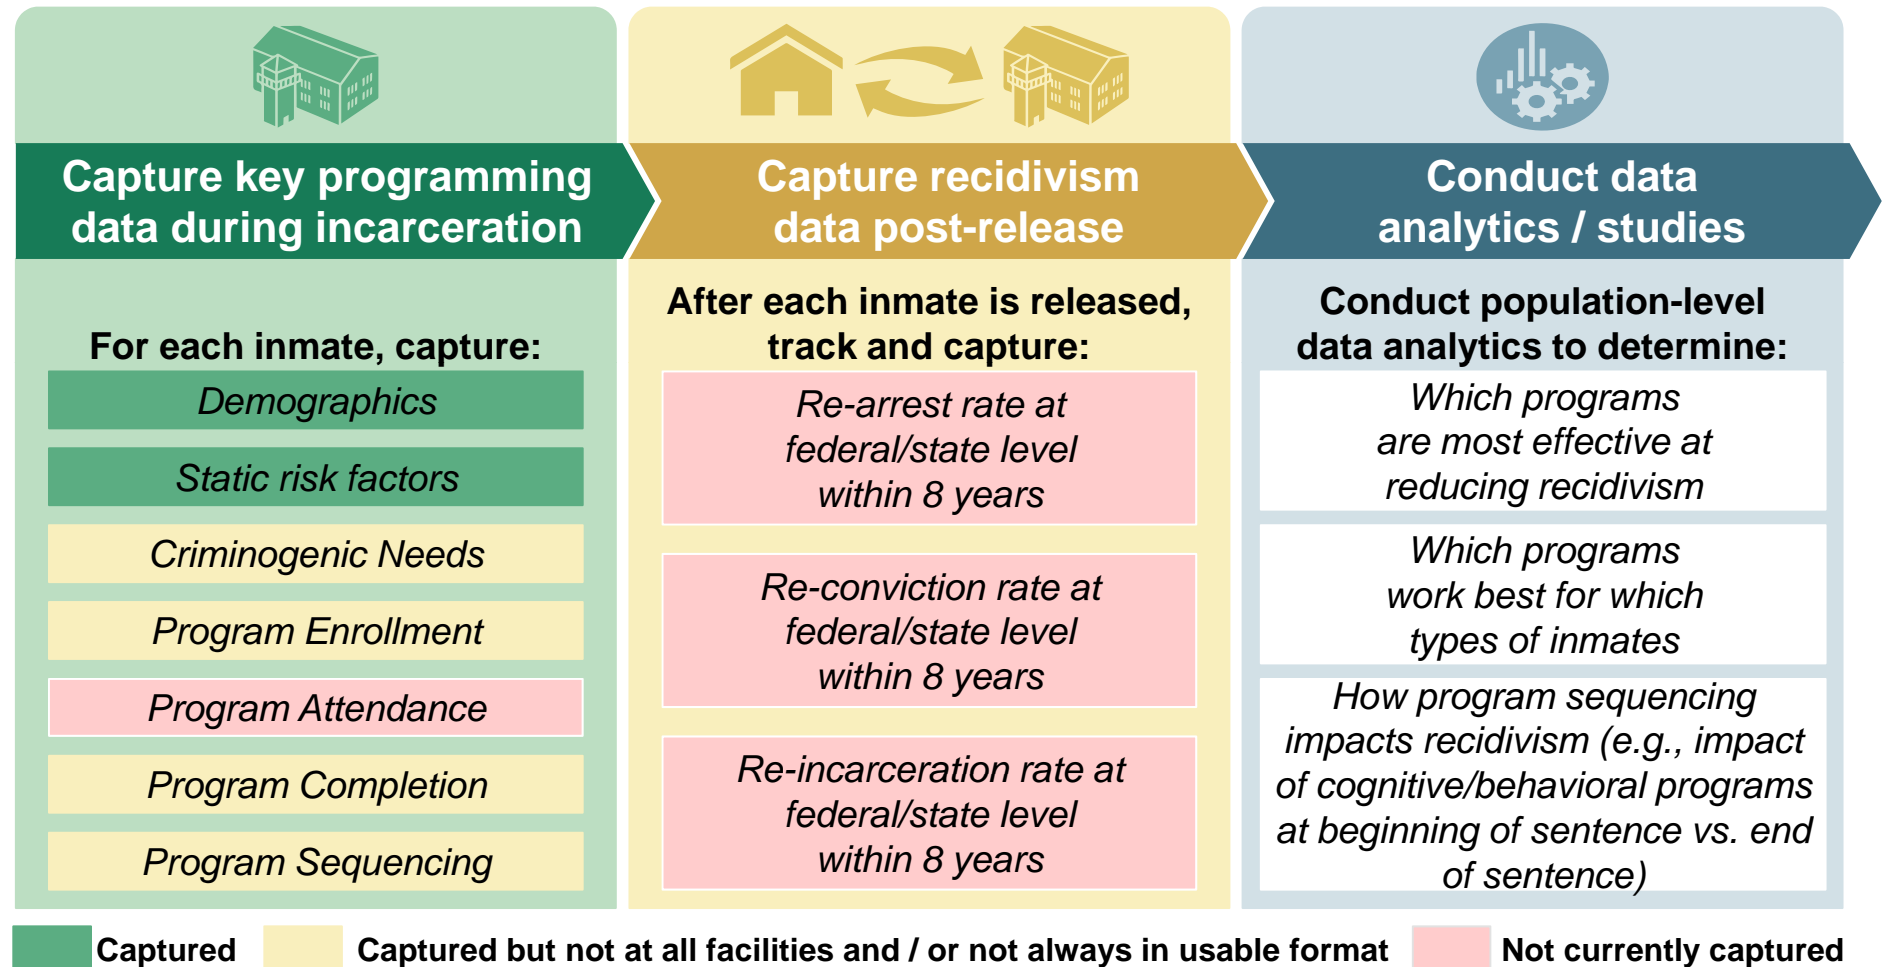 Capture key programming
data during incarceration
For each inmate, capture:
Demographics
Static risk factors
Criminogenic Needs
Program Enrollment
Program Attendance
Program Completion
Program Sequencing
Capture recidivism
data post-release
After each inmate is released,
track and capture:
Re-arrest rate at
federal/state level
within 8 years
Re-conviction rate at
federal/state level
within 8 years
Re-incarceration rate at
federal/state level
within 8 years
Conduct data
analytics / studies
Conduct population-level
data analytics to determine:
Which programs
are most effective at
reducing recidivism
Which programs
work best for which
types of inmates
How program sequencing
impacts recidivism (e.g., impact
of cognitive/behavioral programs
at beginning of sentence vs. end
of sentence)
Captured
Captured but not at all facilities and / or not always in usable format
Not currently captured